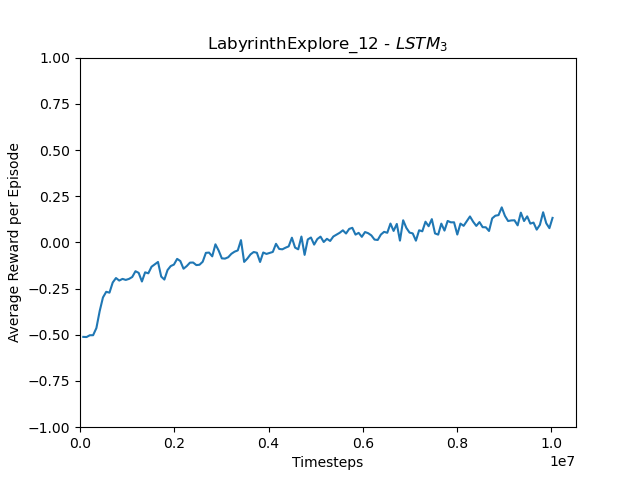 LabyrinthExplore_12 - LSTM₃
1.00
0.75
0.50
0.25
0.00
−0.25
−0.50
−0.75
−1.00
Average Reward per Episode
0.0 0.2 0.4 0.6 0.8 1.0
1e7
Timesteps